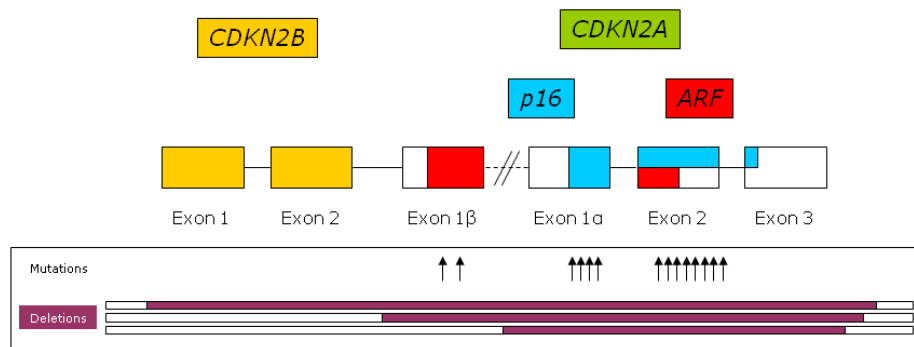 CDKN2B
CDKN2A
p16
ARF
Exon 1
Exon 2
Exon 1β
Exon 1α
Exon 2
Exon 3
Mutations
Deletions